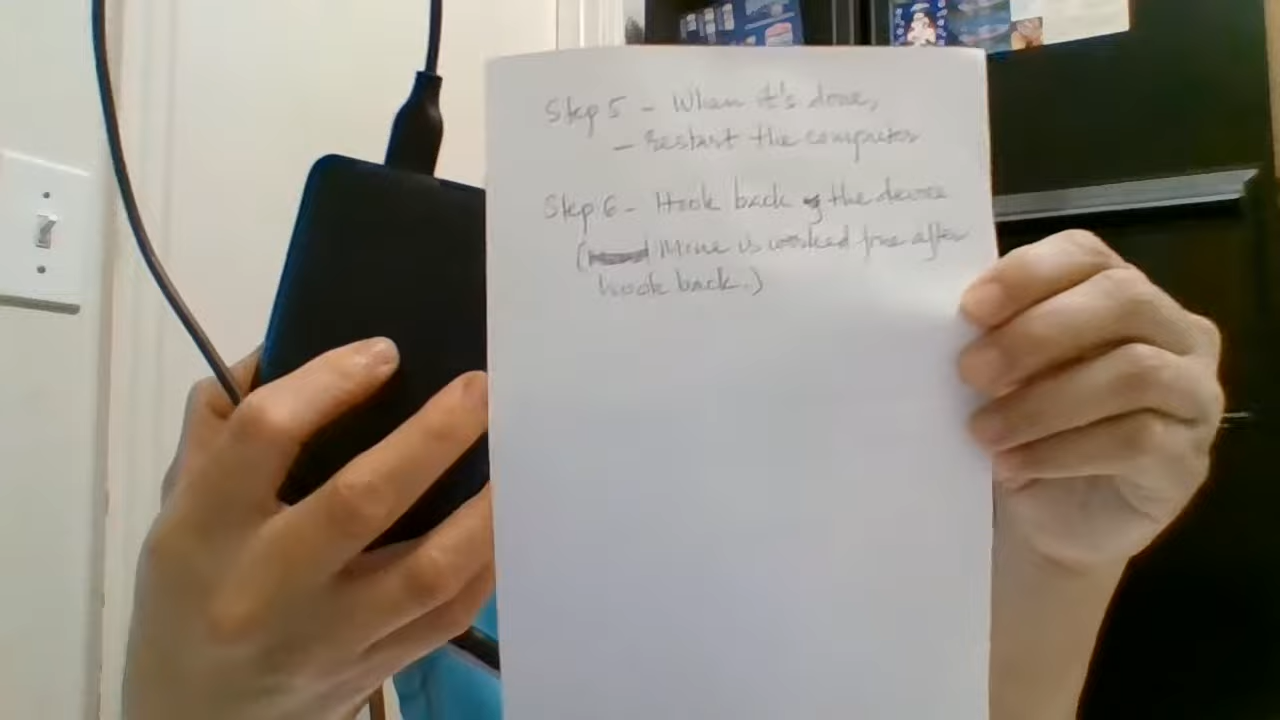 Step 5 - When it's done,
- Restart the computer
Step 6 - Hook back the device
(Mine is worked fine after
hook back.)